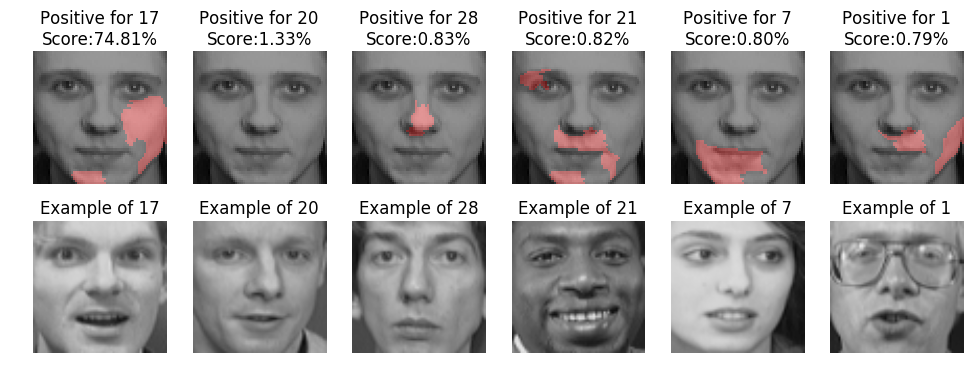 Positive for 17
Score:74.81%
Positive for 20
Score:1.33%
Positive for 28
Score:0.83%
Positive for 21
Score:0.82%
Positive for 7
Score:0.80%
Positive for 1
Score:0.79%
Example of 17
Example of 20
Example of 28
Example of 21
Example of 7
Example of 1